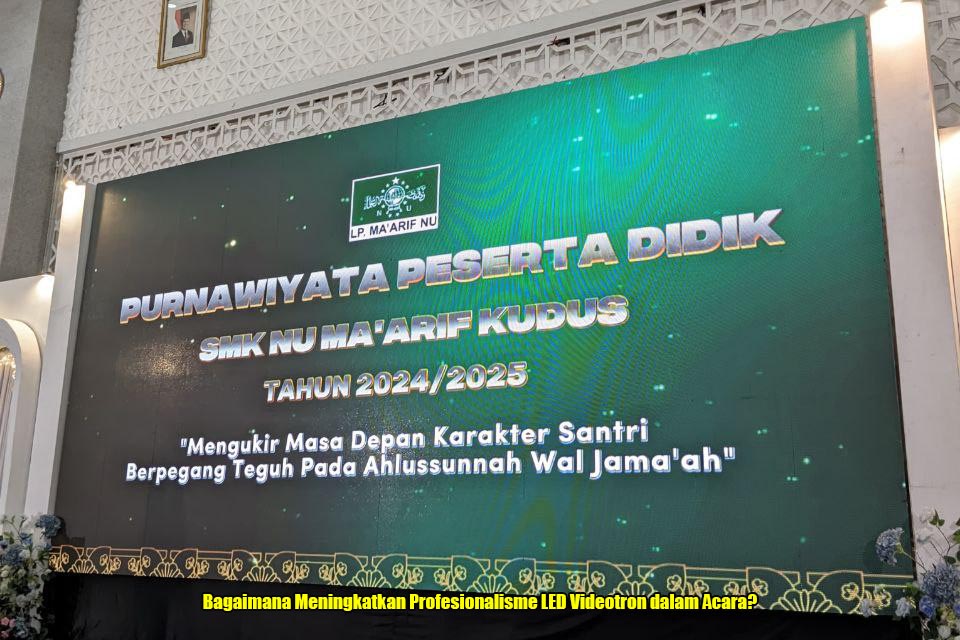 N U
LP. MA'ARIF NU
PURNAWIYATA PESERTA DIDIK
SMK NU MA'ARIF KUDUS
TAHUN 2024/2025
"Mengukir Masa Depan Karakter Santri
Berpegang Teguh Pada Ahlussunnah Wal Jama'ah"
Bagaimana Meningkatkan Profesionalisme LED Videotron dalam Acara?